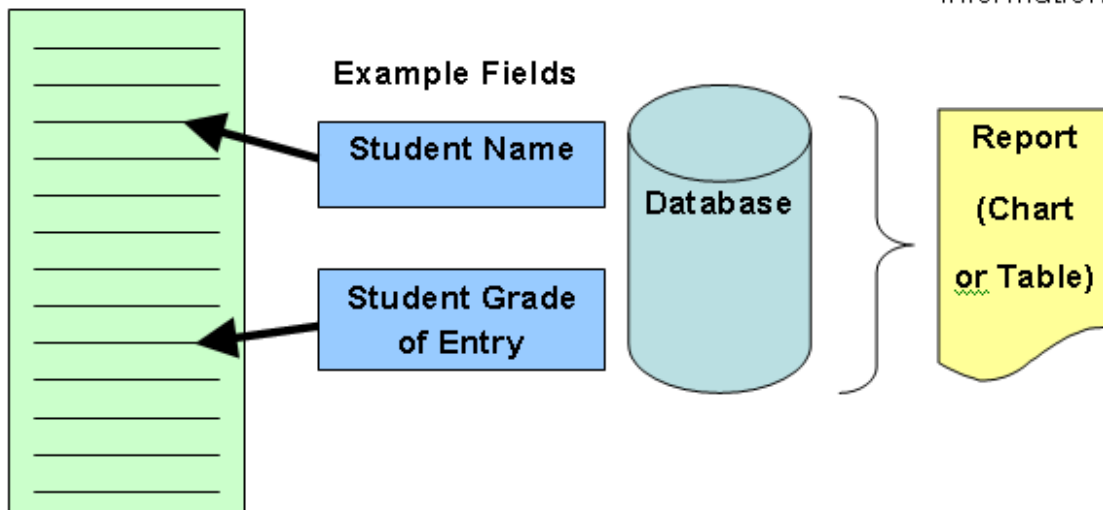 Example Fields
Student Name
Student Grade
of Entry
Database
Report
(Chart
or Table)